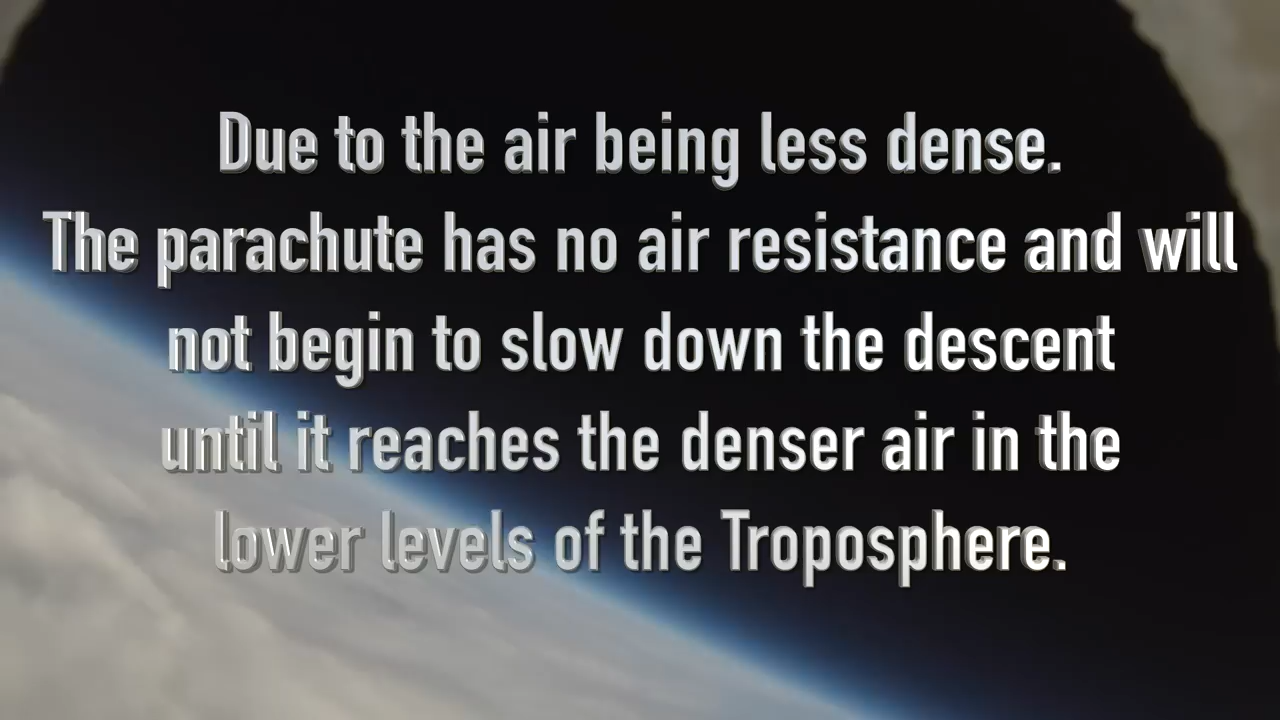 Due to the air being less dense.
The parachute has no air resistance and will
not begin to slow down the descent
until it reaches the denser air in the
lower levels of the Troposphere.